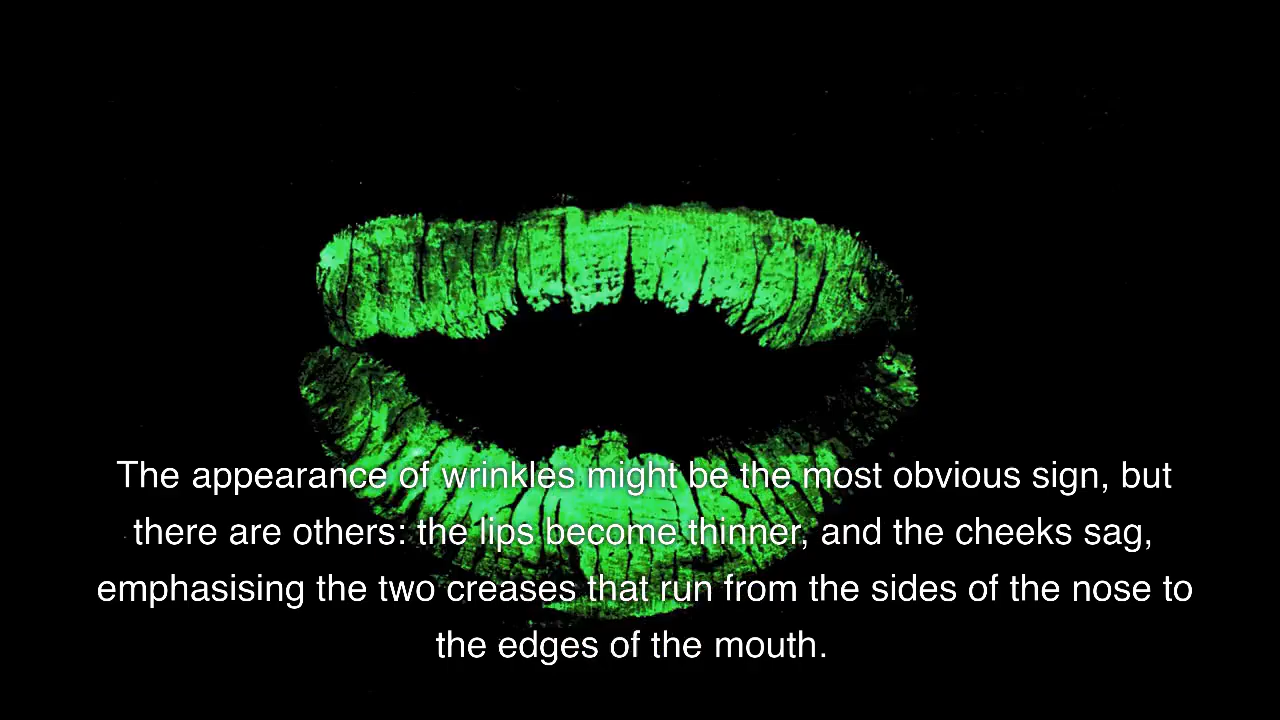 The appearance of wrinkles might be the most obvious sign, but
there are others: the lips become thinner, and the cheeks sag,
emphasising the two creases that run from the sides of the nose to
the edges of the mouth.